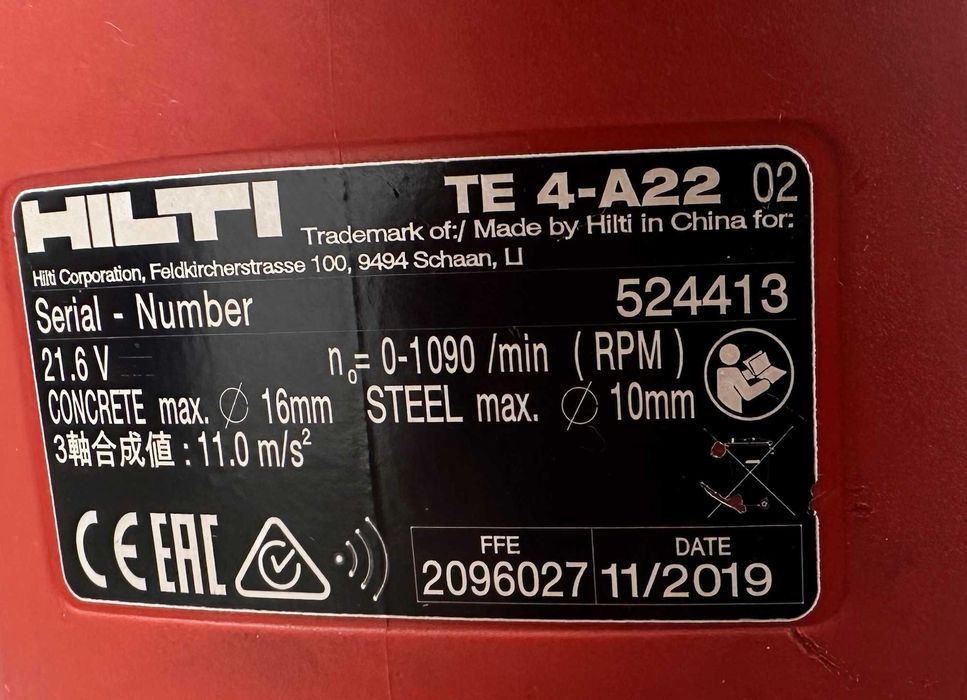 HILTI
TE 4-A22 02
Trademark of:/ Made by Hilti in China for:
Hilti Corporation, Feldkircherstrasse 100, 9494 Schaan, LI
Serial - Number 524413
21.6 V n₀= 0-1090 /min (RPM)
CONCRETE max. ∅ 16mm STEEL max. ∅ 10mm
3軸合成値 : 11.0 m/s²
CE EAC
FFE DATE
2096027 11/2019